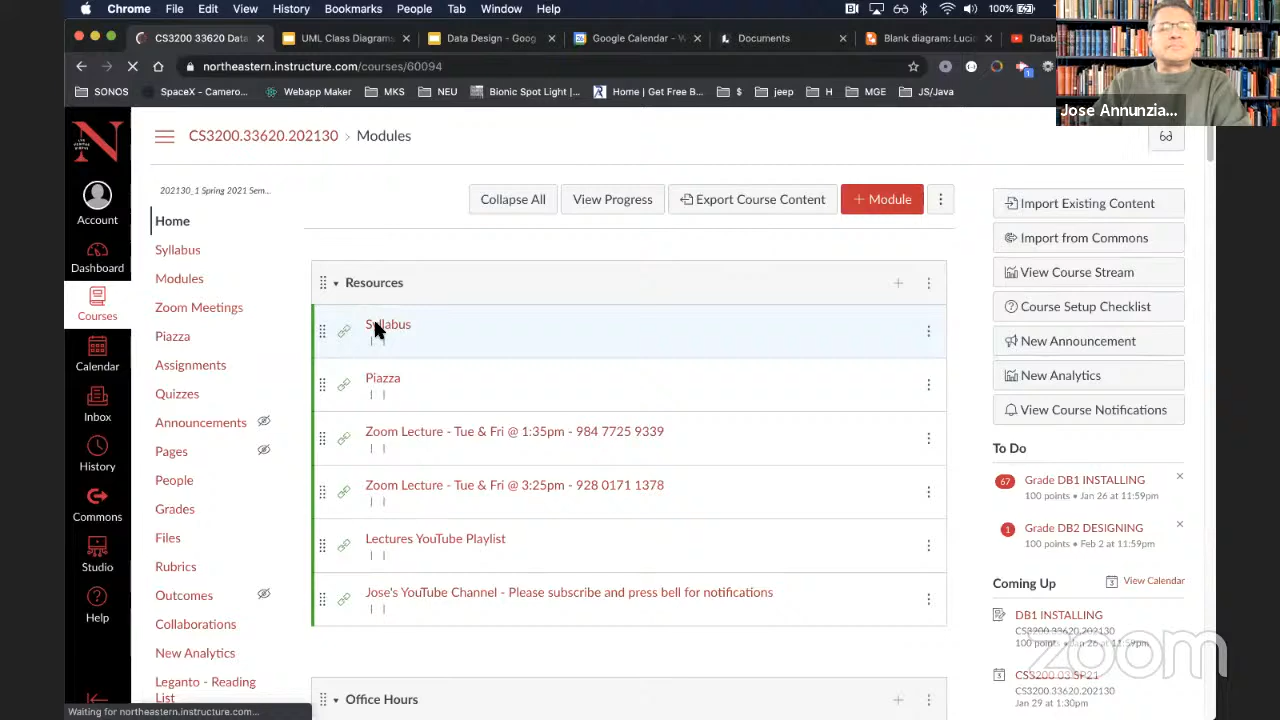 Chrome File Edit View History Bookmarks People Tab Window Help 100%
CS3200 33620 Data
UML Class Diagrams
Data Design - Goog
Google Calendar - W
Documents
Blank diagram: Lucid
Datab
northeastern.instructure.com/courses/60094
SONOS
SpaceX - Camero...
Webapp Maker
MKS
NEU
Bionic Spot|Light |...
Home | Get Free B...
D
jeep
H
MG/Java
JS/Java
Jose Annunzia...
CS3200.33620.202130 › Modules
202130_1 Spring 2021 Sem...
Account
Dashboard
Courses
Calendar
Inbox
History
Commons
Studio
Help
Home
Syllabus
Modules
Zoom Meetings
Piazza
Assignments
Quizzes
Announcements
Pages
People
Grades
Files
Rubrics
Outcomes
Collaborations
New Analytics
Leganto - Reading
List
Collapse All
View Progress
Export Course Content
+ Module
Resources
Syllabus
Piazza
Zoom Lecture - Tue & Fri @ 1:35pm - 984 7725 9339
Zoom Lecture - Tue & Fri @ 3:25pm - 928 0171 1378
Lectures YouTube Playlist
Jose's YouTube Channel - Please subscribe and press bell for notifications
Office Hours
Import Existing Content
Import from Commons
View Course Stream
Course Setup Checklist
New Announcement
New Analytics
View Course Notifications
To Do
67 Grade DB1 INSTALLING
100 points • Jan 26 at 11:59pm
1 Grade DB2 DESIGNING
100 points • Feb 2 at 11:59pm
Coming Up
View Calendar
DB1 INSTALLING
CS3200.33620.202130
100 points • Jan 26 at 11:59pm
CS3200 03 SP21
CS3200.33620.202130
Jan 29 at 1:30pm
zoom
Waiting for northeastern.instructure.com...